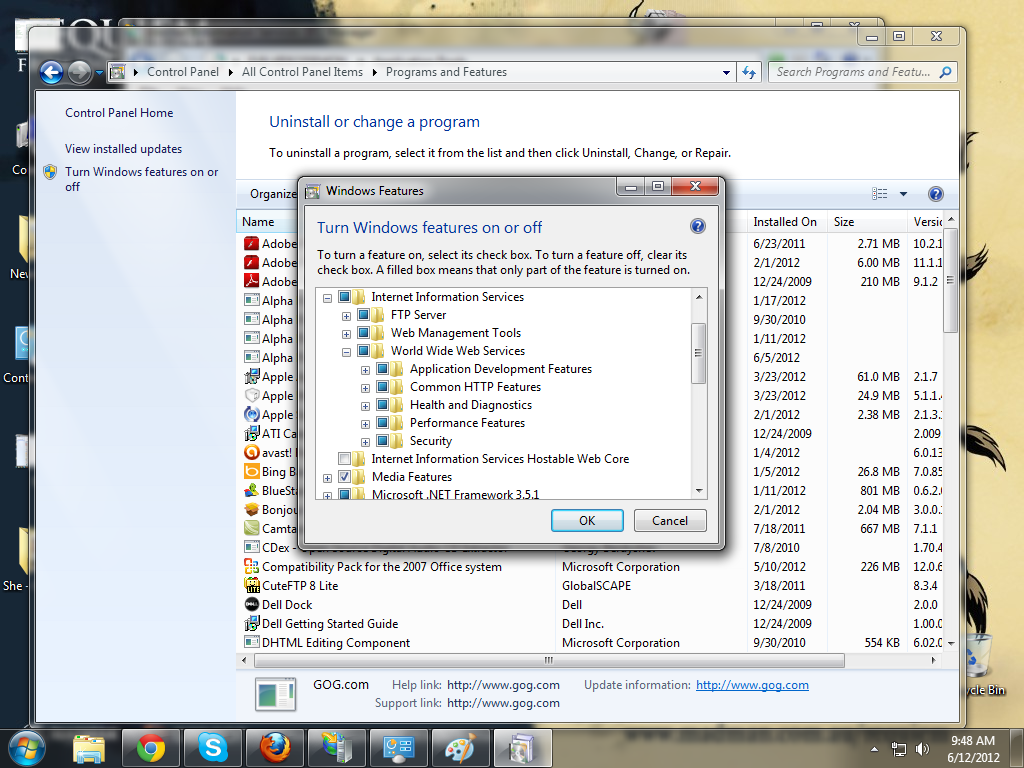 Control Panel
All Control Panel Items
Programs and Features
Search Programs and Featu...
Control Panel Home
View installed updates
Turn Windows features on or
off
Uninstall or change a program
To uninstall a program, select it from the list and then click Uninstall, Change, or Repair.
Organize
Windows Features
Turn Windows features on or off
To turn a feature on, select its check box. To turn a feature off, clear its
check box. A filled box means that only part of the feature is turned on.
Internet Information Services
FTP Server
Web Management Tools
World Wide Web Services
Application Development Features
Common HTTP Features
Health and Diagnostics
Performance Features
Security
Internet Information Services Hostable Web Core
Media Features
Microsoft .NET Framework 3.5.1
OK Cancel
Name Installed On Size Versic
Adobe 6/23/2011 2.71 MB 10.2.1
Adobe 2/1/2012 6.00 MB 11.1.1
Adobe 12/24/2009 210 MB 9.1.2
Alpha 1/17/2012
Alpha 9/30/2010
Alpha 1/11/2012
Alpha 6/5/2012
Apple 3/23/2012 61.0 MB 2.1.7
Apple 3/23/2012 24.9 MB 5.1.1.4
Apple 2/1/2012 2.38 MB 2.1.3.
ATI Ca 12/24/2009 2.009
avast! 1/4/2012 6.0.13
Bing B 1/5/2012 26.8 MB 7.0.85
BlueSta 1/11/2012 801 MB 0.6.2.
Bonjou 2/1/2012 2.04 MB 3.0.0.
Camta 7/18/2011 667 MB 7.1.1
CDex 7/8/2010 1.70.4
Compatibility Pack for the 2007 Office system Microsoft Corporation 5/10/2012 226 MB 12.0.6
CuteFTP 8 Lite GlobalSCAPE 3/18/2011 8.3.4
Dell Dock Dell 12/24/2009 2.0.0
Dell Getting Started Guide Dell Inc. 12/24/2009 1.00.0
DHTML Editing Component Microsoft Corporation 9/30/2010 554 KB 6.02.0
GOG.com Help link: http://www.gog.com Update information: http://www.gog.com
Support link: http://www.gog.com
Co
New
Cont
She -
ycle Bin
9:48 AM
6/12/2012